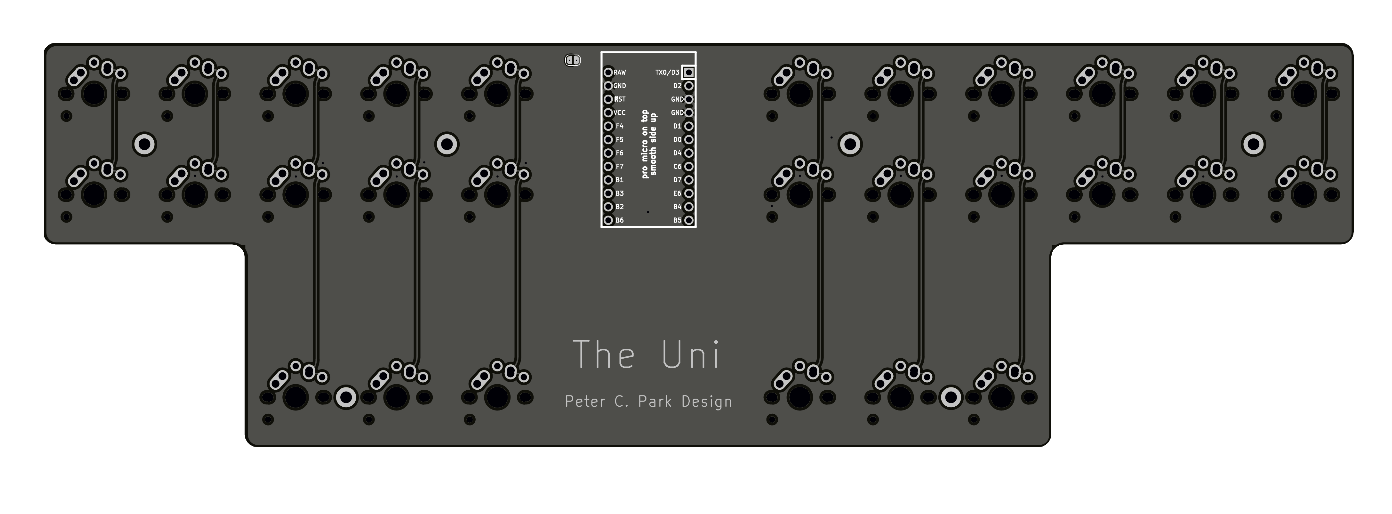 RAW TX0/D3
GND D2
RST GND
VCC GND
F4 D1
F5 D0
F6 D4
F7 C6
B1 D7
B3 E6
B2 B4
B6 B5
pro micro on top
smooth side up
The Uni
Peter C. Park Design